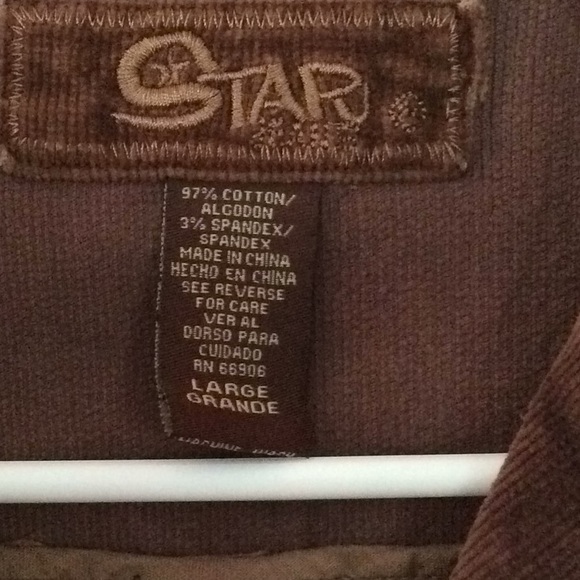 STAR
97% COTTON/
ALGODON
3% SPANDEX/
SPANDEX
MADE IN CHINA
HECHO EN CHINA
SEE REVERSE
FOR CARE
VER AL
DORSO PARA
CUIDADO
RN 66906
LARGE
GRANDE